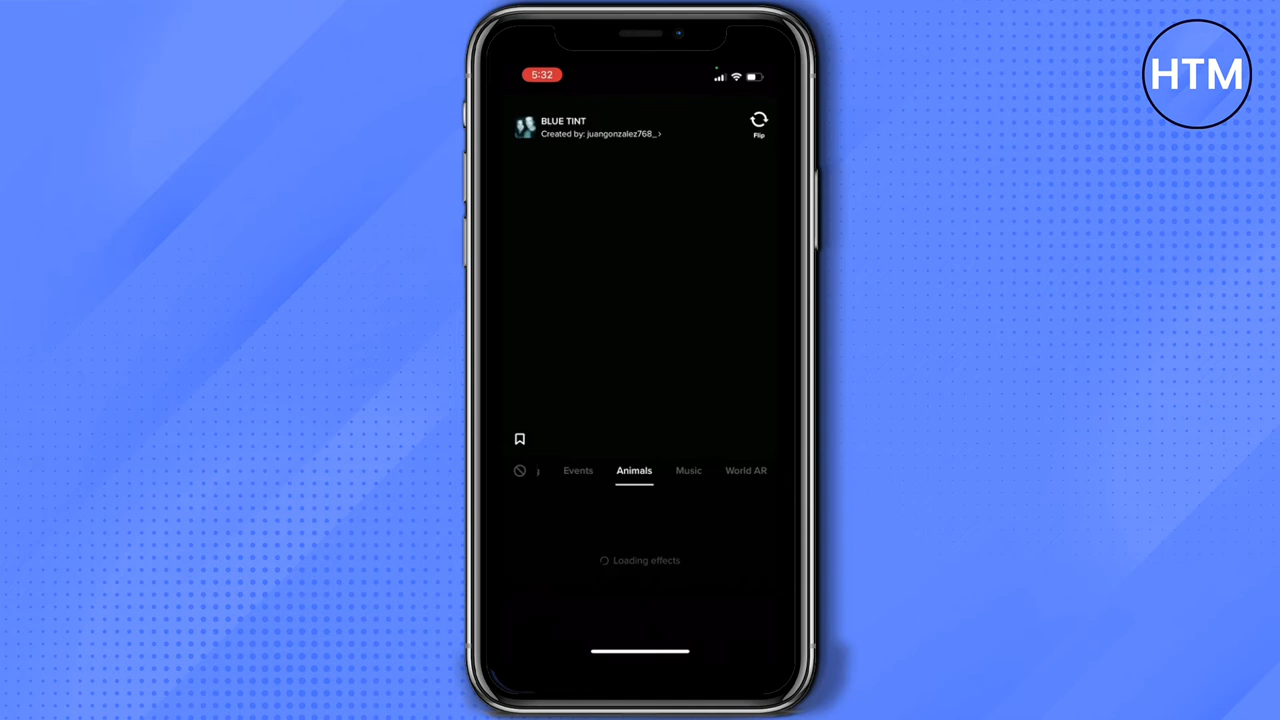 HTM
5:32
BLUE TINT
Created by: juangonzalez768_ >
Flip
Events Animals Music World AR
Loading effects